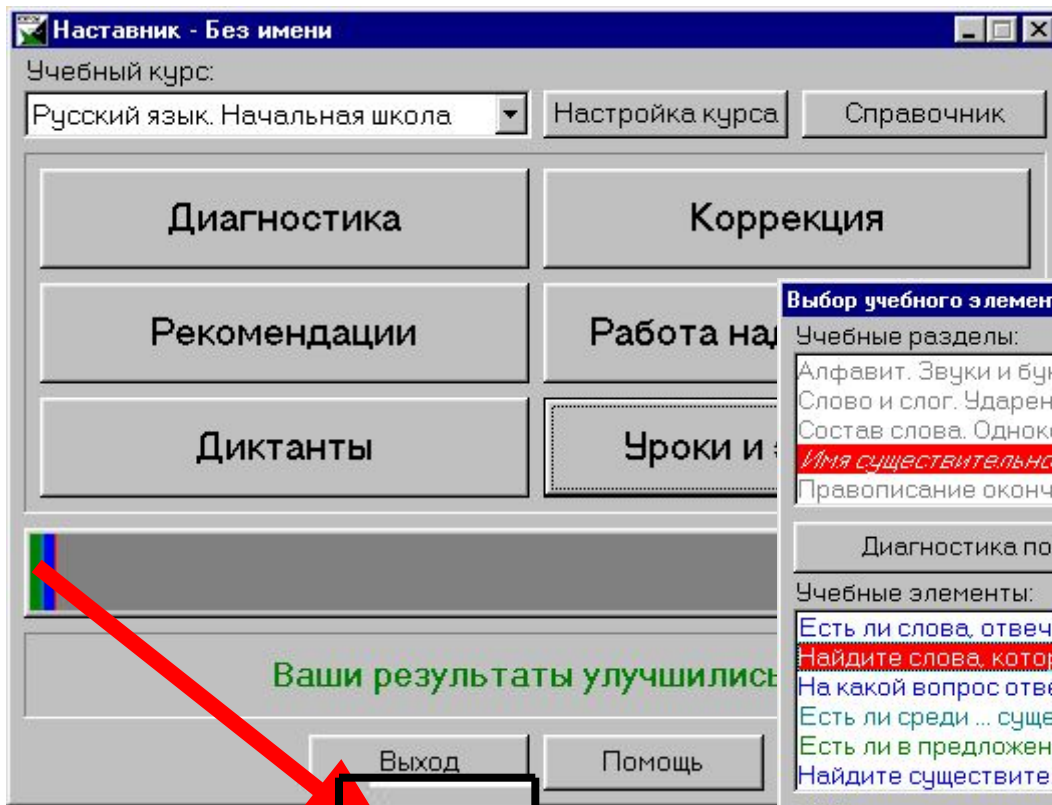 Наставник - Без имени
Учебный курс:
Русский язык. Начальная школа
Настройка курса
Справочник
Диагностика
Коррекция
Рекомендации
Работа над
Диктанты
Уроки и
Ваши результаты улучшились
Выход
Помощь
Выбор учебного элемен
Учебные разделы:
Алфавит. Звуки и бук
Слово и слог. Ударен
Состав слова. Однок
Имя существительно
Правописание оконч
Диагностика по
Учебные элементы:
Есть ли слова, отвеч
Найдите слова, котор
На какой вопрос отве
Есть ли среди ... суще
Есть ли в предложен
Найдите существите